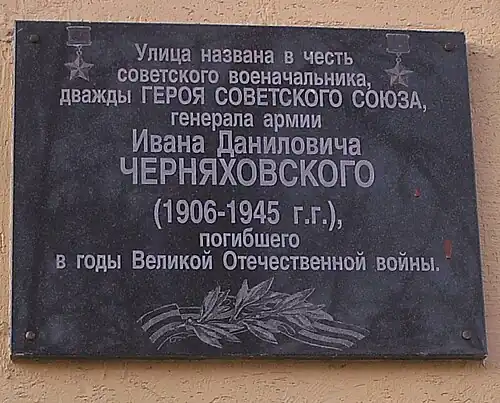 Улица названа в честь
советского военачальника,
дважды ГЕРОЯ СОВЕТСКОГО СОЮЗА,
генерала армии
Ивана Даниловича
ЧЕРНЯХОВСКОГО
(1906-1945 г.г.),
погибшего
в годы Великой Отечественной войны.